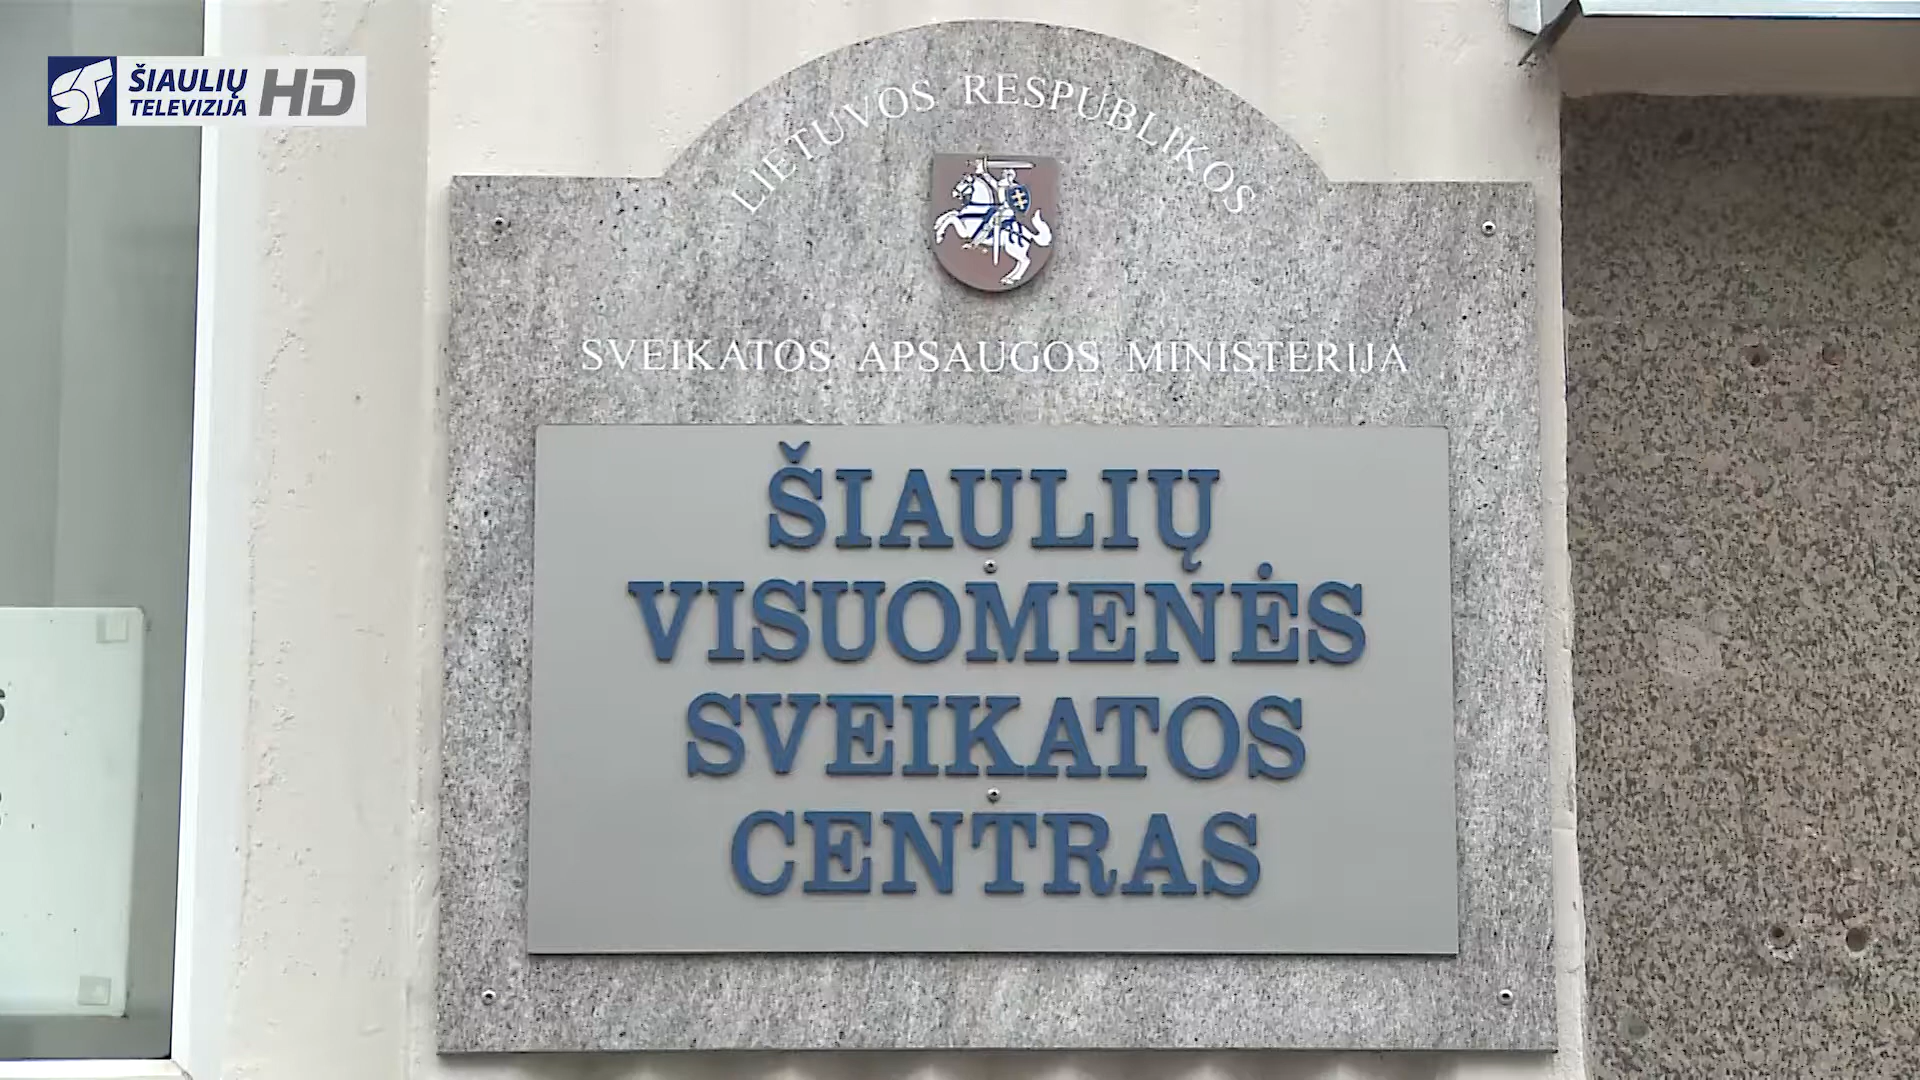 ŠIAULIŲ
TELEVIZIJA HD
LIETUVOS RESPUBLIKOS
SVEIKATOS APSAUGOS MINISTERIJA
ŠIAULIŲ
VISUOMENĖS
SVEIKATOS
CENTRAS